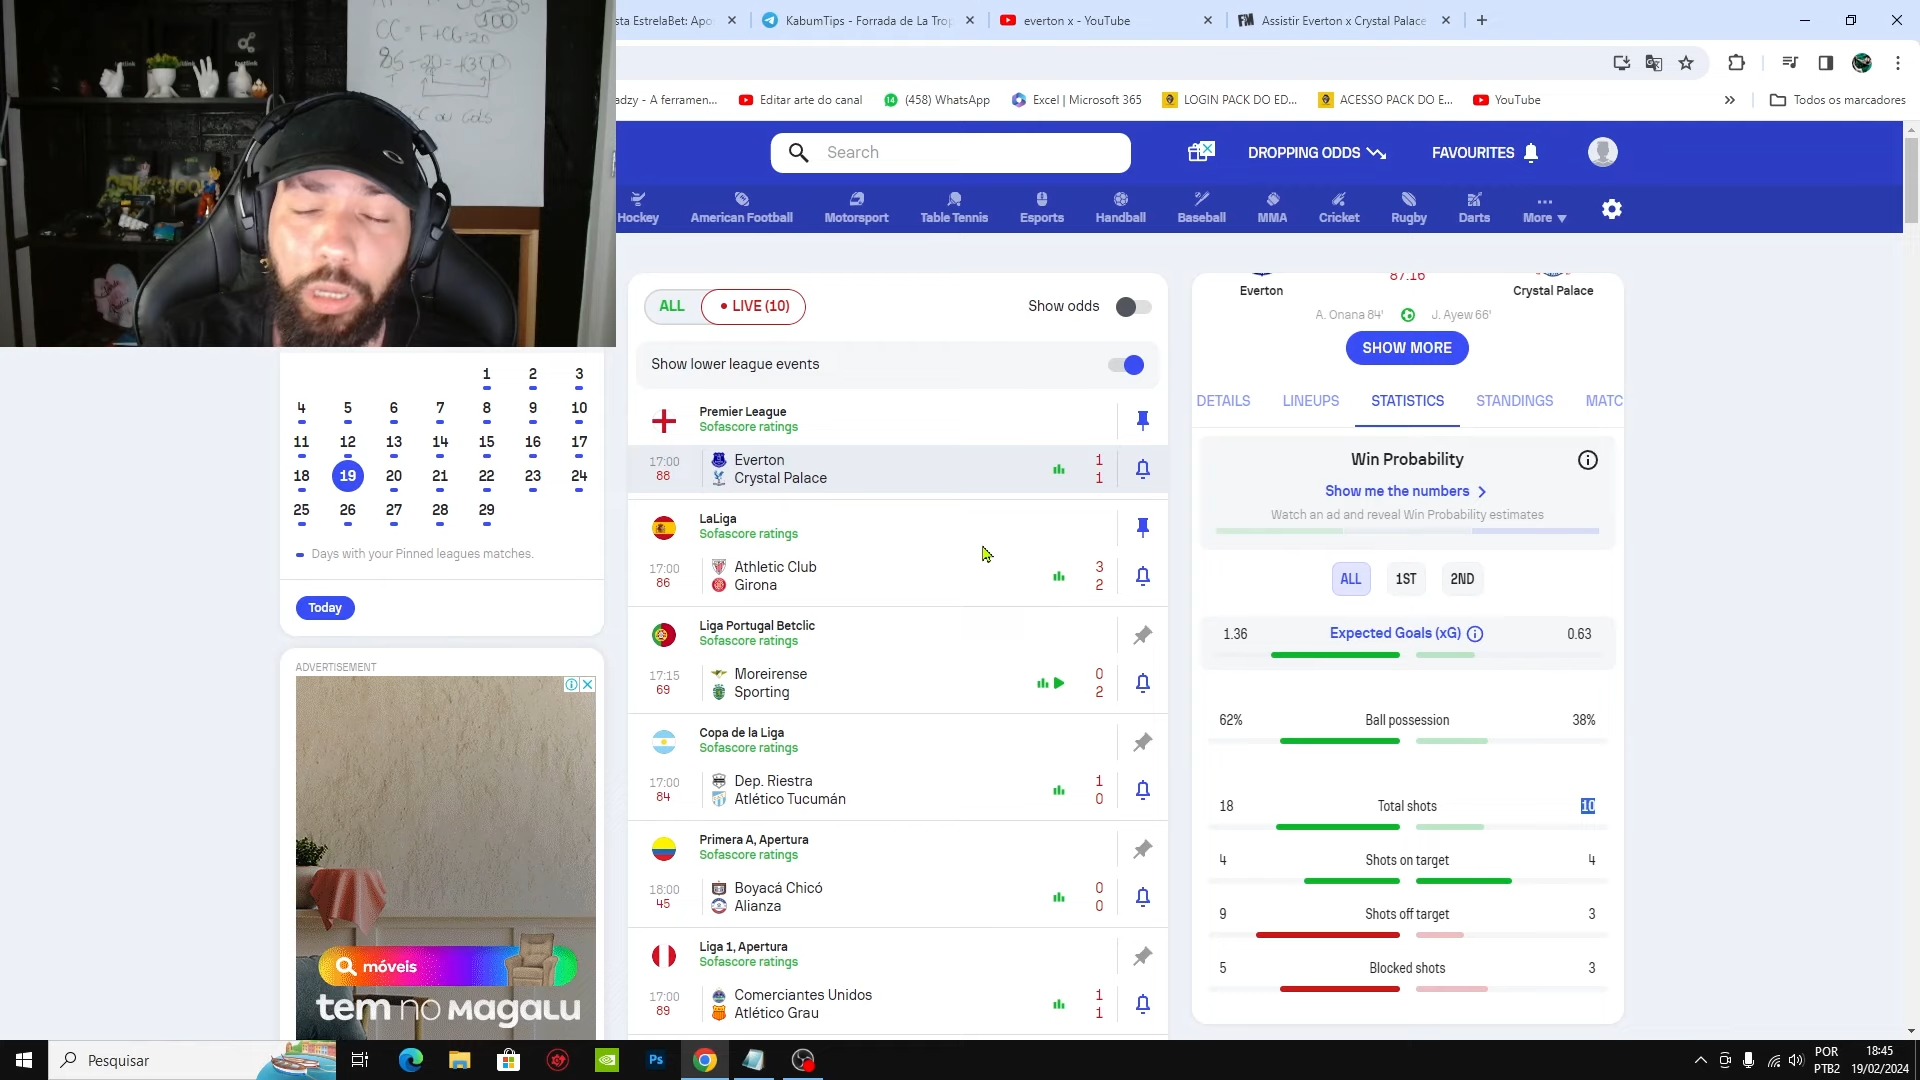 (100)
CC = F+CG=20
sta EstrelaBet: Apo
KabumTips - Forrada de La Trop
everton x - YouTube
Assistir Everton x Crystal Palace
adzy - A ferramen...
Editar arte do canal
(458) WhatsApp
Excel | Microsoft 365
LOGIN PACK DO ED...
ACESSO PACK DO E...
YouTube
Todos os marcadores
Search
DROPPING ODDS
FAVOURITES
Hockey
American Football
Motorsport
Table Tennis
Esports
Handball
Baseball
MMA
Cricket
Rugby
Darts
More
ALL
LIVE (10)
Show odds
Show lower league events
1 2 3
4 5 6 7 8 9 10
11 12 13 14 15 16 17
18 19 20 21 22 23 24
25 26 27 28 29
Days with your Pinned leagues matches.
Today
ADVERTISEMENT
móveis
tem no MAGALU
Premier League
Sofascore ratings
17:00 Everton 1
88 Crystal Palace 1
LaLiga
Sofascore ratings
17:00 Athletic Club 3
86 Girona 2
Liga Portugal Betclic
Sofascore ratings
17:15 Moreirense 0
69 Sporting 2
Copa de la Liga
Sofascore ratings
17:00 Dep. Riestra 1
84 Atlético Tucumán 0
Primera A, Apertura
Sofascore ratings
18:00 Boyacá Chicó 0
45 Alianza 0
Liga 1, Apertura
Sofascore ratings
17:00 Comerciantes Unidos 1
89 Atlético Grau 1
87:16
Everton Crystal Palace
A. Onana 84' J. Ayew 66'
SHOW MORE
DETAILS LINEUPS STATISTICS STANDINGS MATC
Win Probability
Show me the numbers
Watch an ad and reveal Win Probability estimates
ALL 1ST 2ND
1.36 Expected Goals (xG) 0.63
62% Ball possession 38%
18 Total shots 10
4 Shots on target 4
9 Shots off target 3
5 Blocked shots 3
Pesquisar
POR
PTB2
18:45
19/02/2024